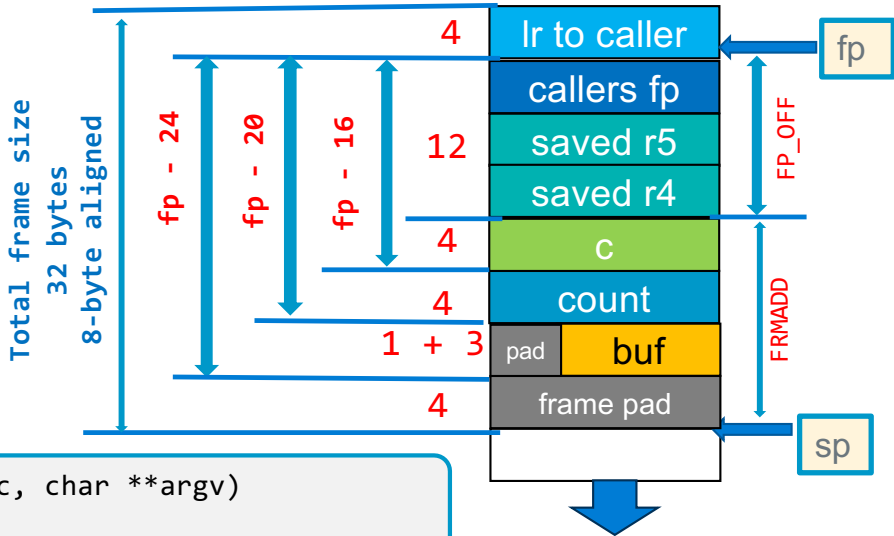 Total frame size
32 bytes
8-byte aligned
fp - 24
fp - 20
fp - 16
4
12
4
4
1 + 3
4
lr to caller
callers fp
saved r5
saved r4
c
count
pad
buf
frame pad
fp
FP_OFF
FRMADD
sp
c, char **argv)